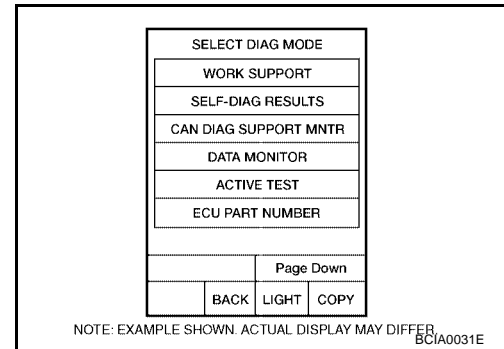 SELECT DIAG MODE
WORK SUPPORT
SELF-DIAG RESULTS
CAN DIAG SUPPORT MNTR
DATA MONITOR
ACTIVE TEST
ECU PART NUMBER
Page Down
BACK LIGHT COPY
NOTE: EXAMPLE SHOWN. ACTUAL DISPLAY MAY DIFFER.
BCIA0031E